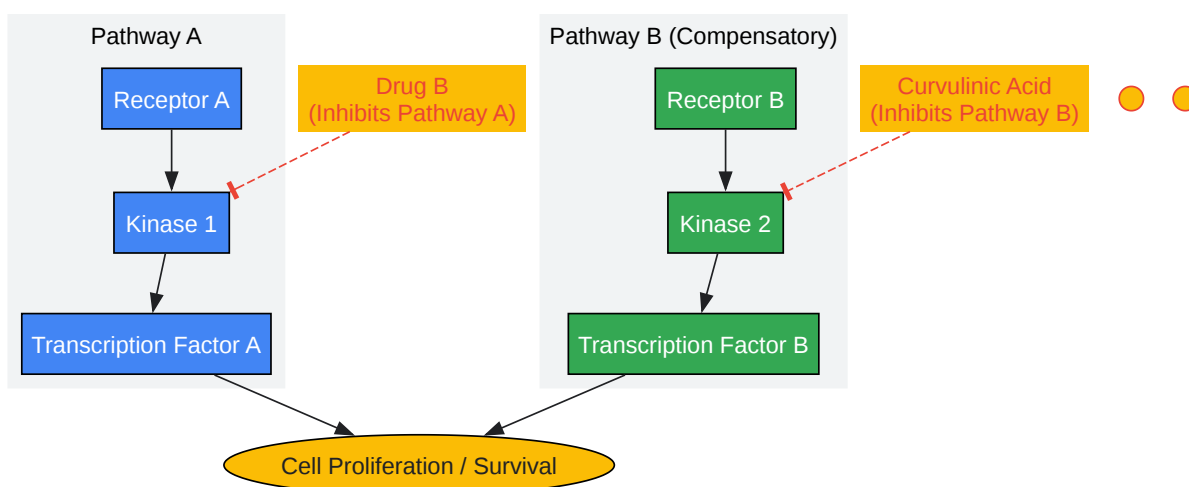 Pathway A
Pathway B (Compensatory)
Receptor A
Drug B
(Inhibits Pathway A)
Receptor B
Curvulinic Acid
(Inhibits Pathway B)
Kinase 1
Kinase 2
Transcription Factor A
Transcription Factor B
Cell Proliferation / Survival